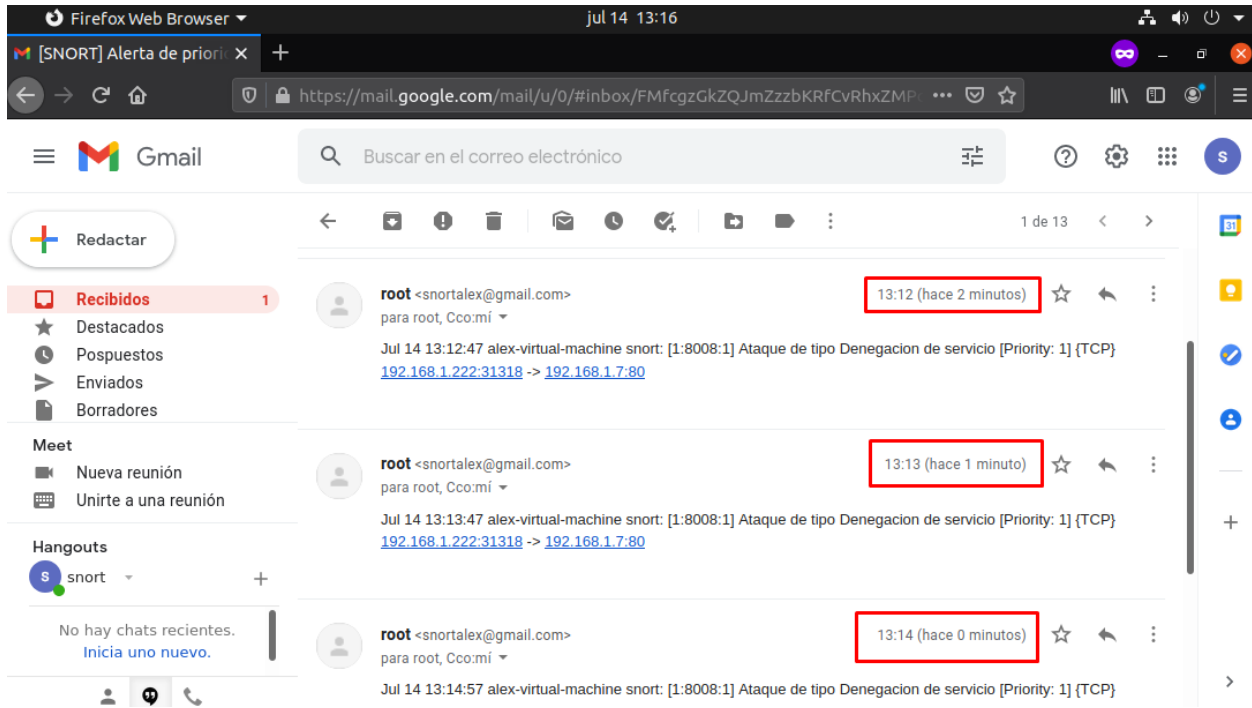 Firefox Web Browser
jul 14 13:16
[SNORT] Alerta de priori
https://mail.google.com/mail/u/0/#inbox/FMfcgzGkZQJmZzzbKRfCvRhxZMP
Gmail
Buscar en el correo electrónico
S
Redactar
1 de 13
31
Recibidos 1
Destacados
Pospuestos
Enviados
Borradores
Meet
Nueva reunión
Unirte a una reunión
Hangouts
S snort
No hay chats recientes.
Inicia uno nuevo.
root <snortalex@gmail.com> 13:12 (hace 2 minutos)
para root, Cco:mí
Jul 14 13:12:47 alex-virtual-machine snort: [1:8008:1] Ataque de tipo Denegacion de servicio [Priority: 1] {TCP}
192.168.1.222:31318 -> 192.168.1.7:80
root <snortalex@gmail.com> 13:13 (hace 1 minuto)
para root, Cco:mí
Jul 14 13:13:47 alex-virtual-machine snort: [1:8008:1] Ataque de tipo Denegacion de servicio [Priority: 1] {TCP}
192.168.1.222:31318 -> 192.168.1.7:80
root <snortalex@gmail.com> 13:14 (hace 0 minutos)
para root, Cco:mí
Jul 14 13:14:57 alex-virtual-machine snort: [1:8008:1] Ataque de tipo Denegacion de servicio [Priority: 1] {TCP}